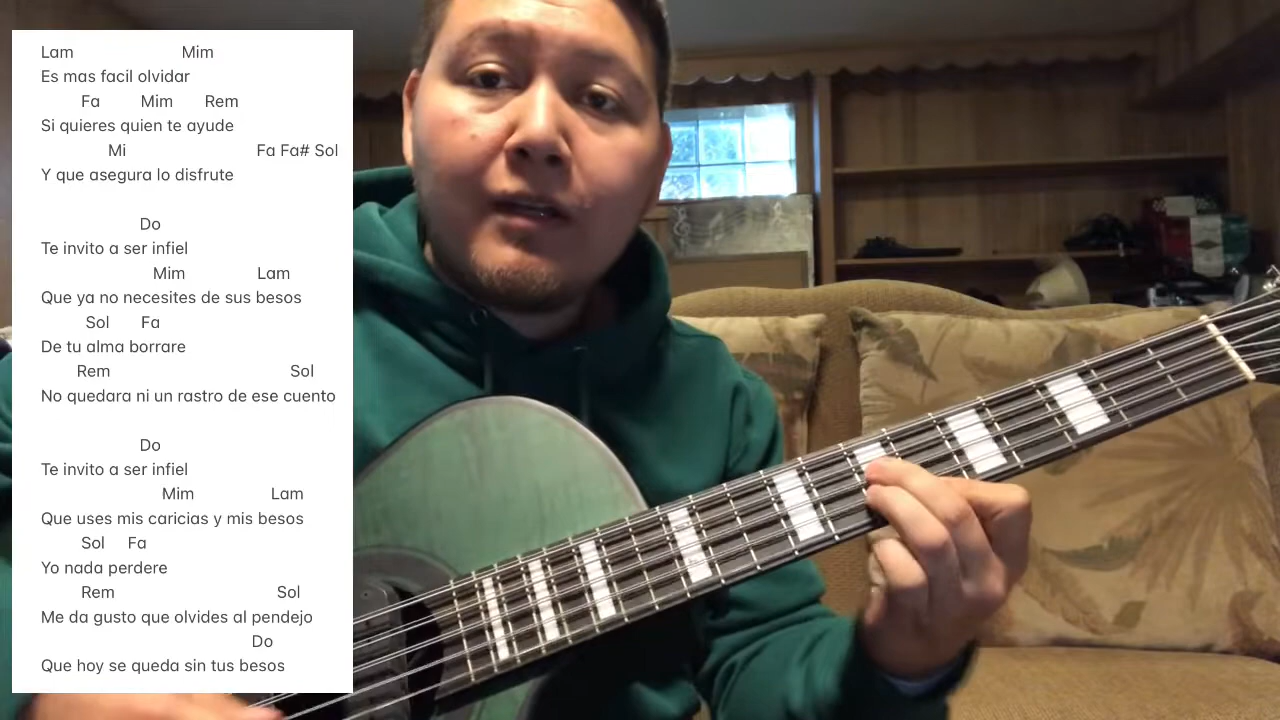 Lam Mim
Es mas facil olvidar
Fa Mim Rem
Si quieres quien te ayude
Mi Fa Fa# Sol
Y que asegura lo disfrute
Do
Te invito a ser infiel
Mim Lam
Que ya no necesites de sus besos
Sol Fa
De tu alma borrare
Rem Sol
No quedara ni un rastro de ese cuento
Do
Te invito a ser infiel
Mim Lam
Que uses mis caricias y mis besos
Sol Fa
Yo nada perdere
Rem Sol
Me da gusto que olvides al pendejo
Do
Que hoy se queda sin tus besos